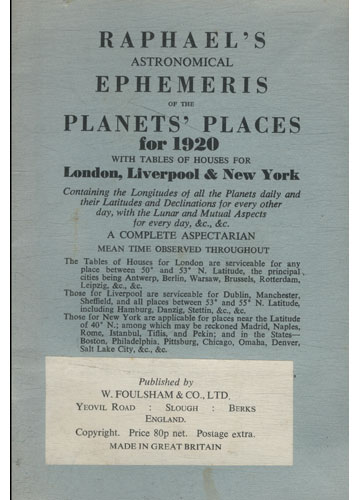 RAPHAEL'S
ASTRONOMICAL
EPHEMERIS
OF THE
PLANETS' PLACES
for 1920
WITH TABLES OF HOUSES FOR
London, Liverpool & New York
Containing the Longitudes of all the Planets daily and
their Latitudes and Declinations for every other
day, with the Lunar and Mutual Aspects
for every day, &c., &c.
A COMPLETE ASPECTARIAN
MEAN TIME OBSERVED THROUGHOUT
The Tables of Houses for London are serviceable for any
place between 50° and 53° N. Latitude, the principal
cities being Antwerp, Berlin, Warsaw, Brussels, Rotterdam,
Leipzig, &c., &c.
Those for Liverpool are serviceable for Dublin, Manchester,
Sheffield, and all places between 53° and 55° N. Latitude,
including Hamburg, Danzig, Stettin, &c., &c.
Those for New York are applicable for places near the Latitude
of 40° N.; among which may be reckoned Madrid, Naples,
Rome, Istanbul, Tiflis, and Pekin; and in the States—
Boston, Philadelphia, Pittsburg, Chicago, Omaha, Denver,
Salt Lake City, &c., &c.
Published by
W. FOULSHAM & CO., LTD.
YEOVIL ROAD : SLOUGH : BERKS
ENGLAND.
Copyright. Price 80p net. Postage extra.
MADE IN GREAT BRITAIN